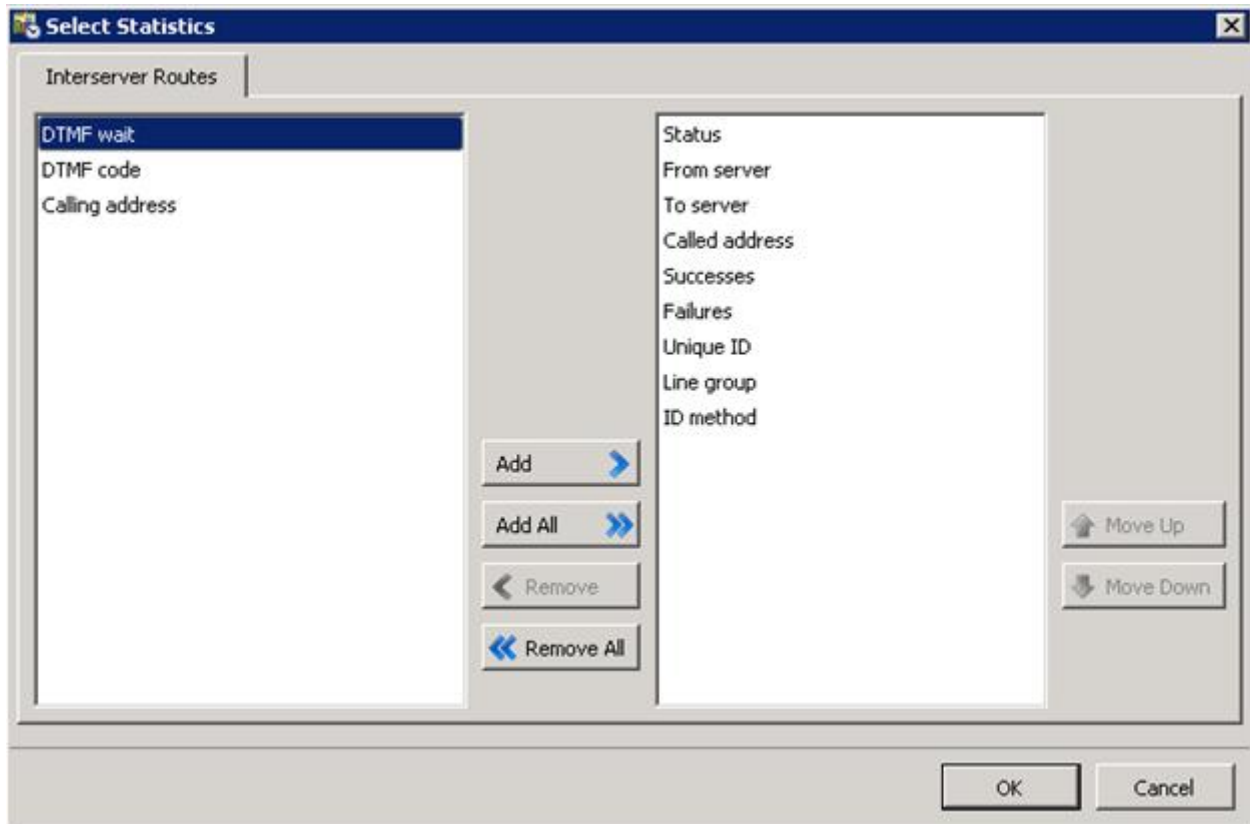 Select Statistics
Interserver Routes
DTMF wait
DTMF code
Calling address
Status
From server
To server
Called address
Successes
Failures
Unique ID
Line group
ID method
Add
Add All
Remove
Remove All
Move Up
Move Down
OK
Cancel